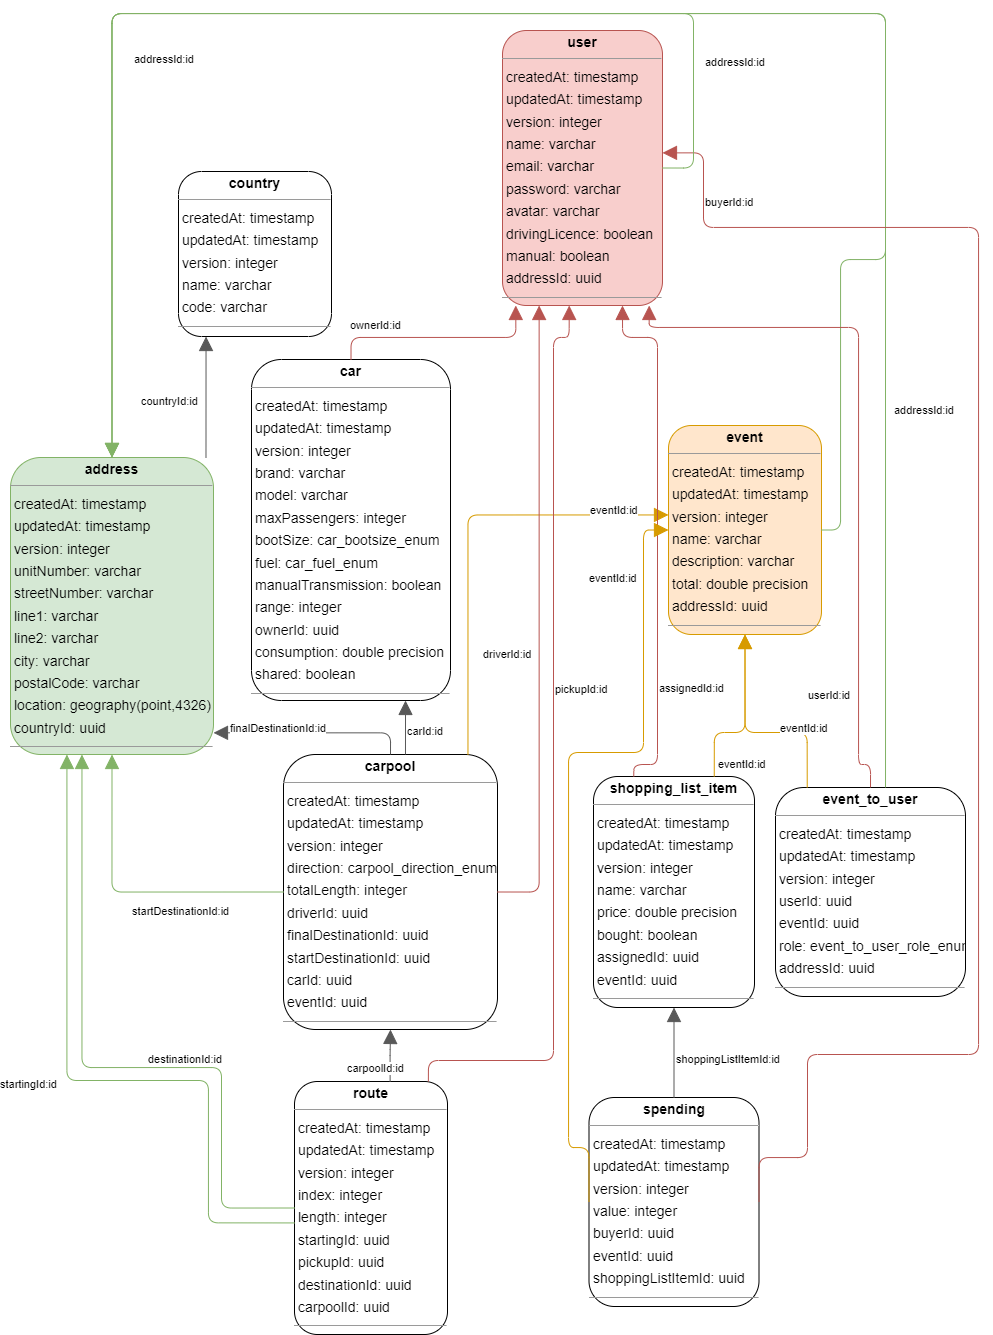 addressId:id
addressId:id
user
createdAt: timestamp
updatedAt: timestamp
version: integer
name: varchar
email: varchar
password: varchar
avatar: varchar
drivingLicence: boolean
manual: boolean
addressId: uuid
buyerId:id
country
createdAt: timestamp
updatedAt: timestamp
version: integer
name: varchar
code: varchar
ownerId:id
countryId:id
addressId:id
car
createdAt: timestamp
updatedAt: timestamp
version: integer
brand: varchar
model: varchar
maxPassengers: integer
bootSize: car_bootsize_enum
fuel: car_fuel_enum
manualTransmission: boolean
range: integer
ownerId: uuid
consumption: double precision
shared: boolean
event
createdAt: timestamp
updatedAt: timestamp
version: integer
name: varchar
description: varchar
total: double precision
addressId: uuid
address
createdAt: timestamp
updatedAt: timestamp
version: integer
unitNumber: varchar
streetNumber: varchar
line1: varchar
line2: varchar
city: varchar
postalCode: varchar
location: geography(point,4326)
countryId: uuid
eventId:id
eventId:id
driverId:id
pickupId:id
assignedId:id
userId:id
finalDestinationId:id
carId:id
eventId:id
eventId:id
carpool
createdAt: timestamp
updatedAt: timestamp
version: integer
direction: carpool_direction_enum
totalLength: integer
driverId: uuid
finalDestinationId: uuid
startDestinationId: uuid
carId: uuid
eventId: uuid
shopping_list_item
createdAt: timestamp
updatedAt: timestamp
version: integer
name: varchar
price: double precision
bought: boolean
assignedId: uuid
eventId: uuid
event_to_user
createdAt: timestamp
updatedAt: timestamp
version: integer
userId: uuid
eventId: uuid
role: event_to_user_role_enur
addressId: uuid
startDestinationId:id
destinationId:id
startingId:id
carpoolId:id
shoppingListItemId:id
route
createdAt: timestamp
updatedAt: timestamp
version: integer
index: integer
length: integer
startingId: uuid
pickupId: uuid
destinationId: uuid
carpoolId: uuid
spending
createdAt: timestamp
updatedAt: timestamp
version: integer
value: integer
buyerId: uuid
eventId: uuid
shoppingListItemId: uuid